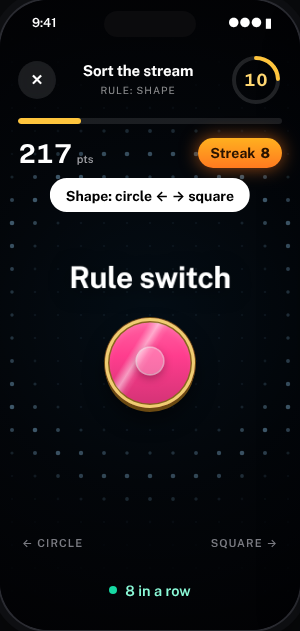 9:41
Sort the stream
RULE: SHAPE
10
217 pts
Streak 8
Shape: circle ← → square
Rule switch
← CIRCLE
SQUARE →
8 in a row